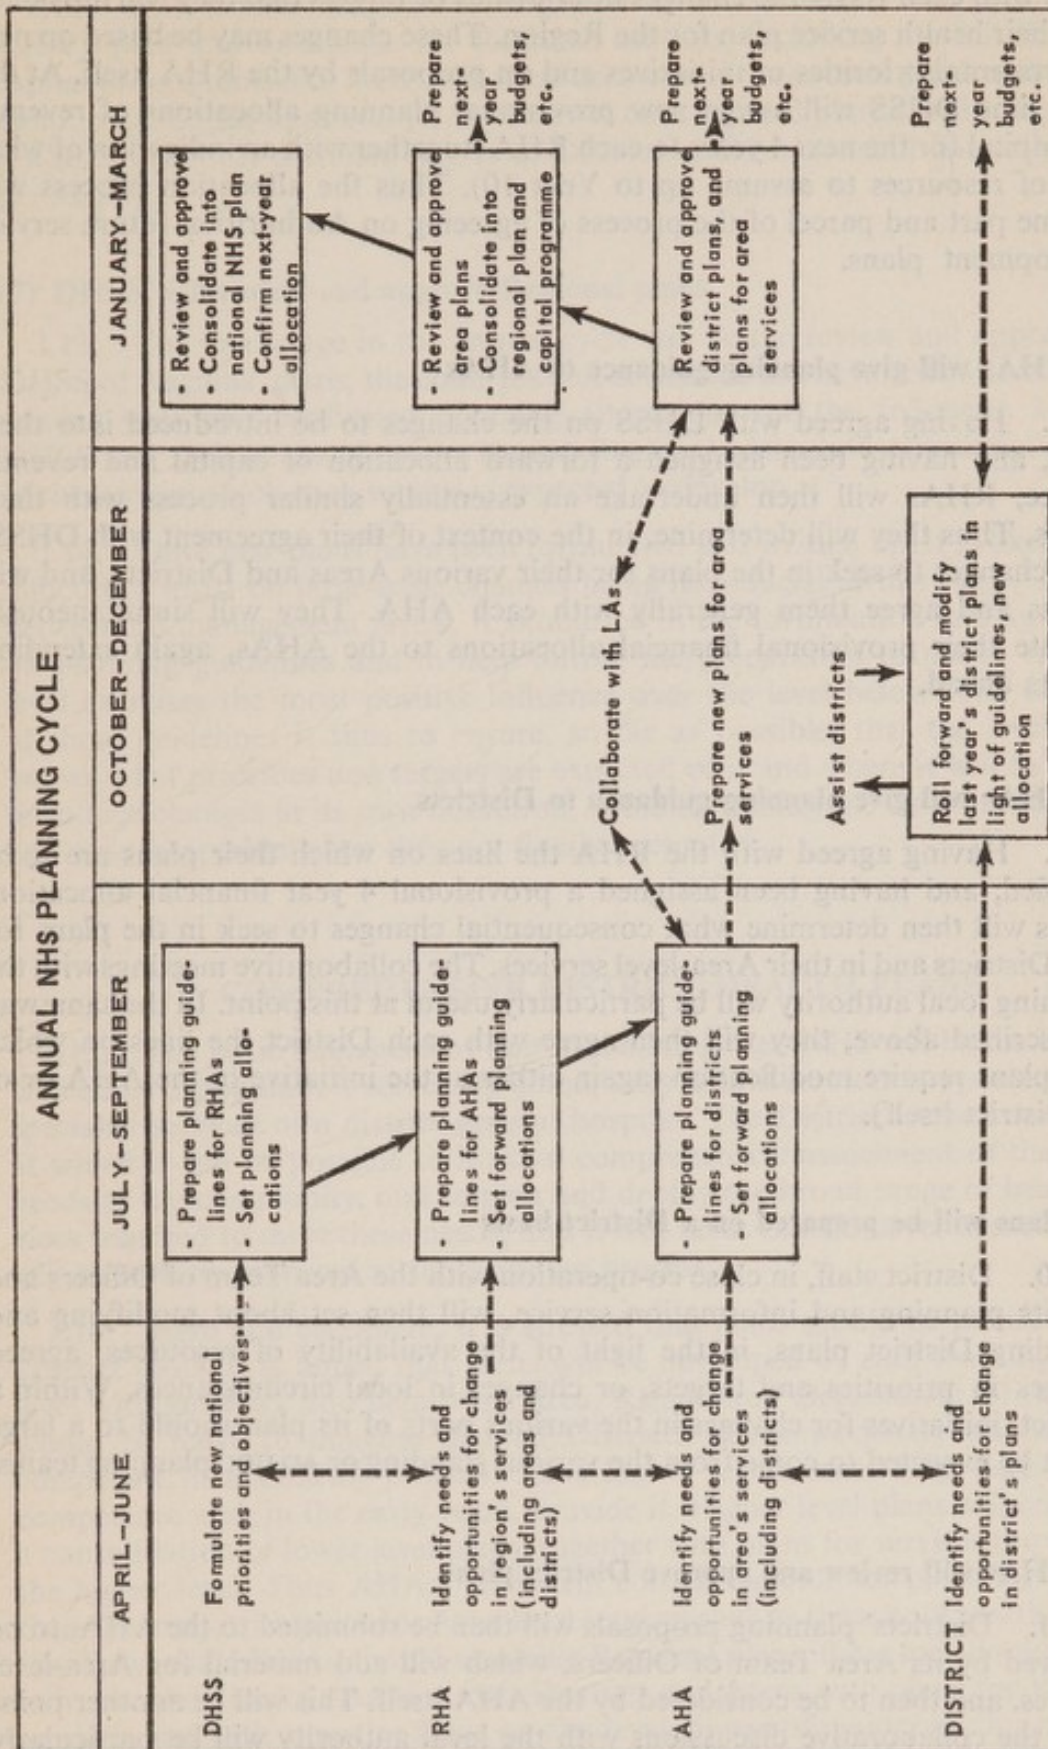 ANNUAL NHS PLANNING CYCLE
APRIL–JUNE
JULY–SEPTEMBER
OCTOBER–DECEMBER
JANUARY–MARCH
DHSS
Formulate new national
priorities and objectives
- Prepare planning guide-
lines for RHAs
- Set planning allo-
cations
- Review and approve
- Consolidate into
national NHS plan
- Confirm next-year
allocation
RHA
Identify needs and
opportunities for change
in region's services
(including areas and
districts)
- Prepare planning guide-
lines for AHAs
- Set forward planning
allocations
- Review and approve
area plans
- Consolidate into
regional plan and
capital programme
Prepare
next-
year
budgets,
etc.
AHA
Identify needs and
opportunities for change
in area's services
(including districts)
- Prepare planning guide-
lines for districts
- Set forward planning
allocations
Collaborate with LAs
Prepare new plans for area
services
Assist districts
- Review and approve
district plans, and
plans for area
services
Prepare
next-
year
budgets,
etc.
DISTRICT
Identify needs and
opportunities for change
in district's plans
Roll forward and modify
last year's district plans in
light of guidelines, new
allocation
Prepare
next-
year
budgets,
etc.